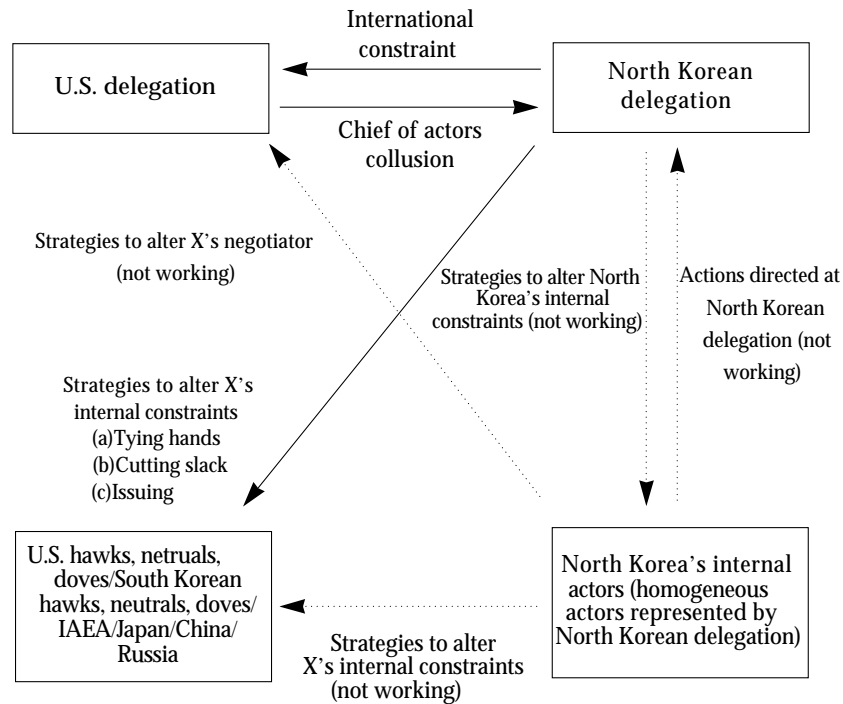 International
constraint
U.S. delegation
North Korean
delegation
Chief of actors
collusion
Strategies to alter X's negotiator
(not working)
Strategies to alter North
Korea's internal
constraints (not working)
Actions directed at
North Korean
delegation (not
working)
Strategies to alter X's
internal constraints
(a)Tying hands
(b)Cutting slack
(c)Issuing
U.S. hawks, netruals,
doves/South Korean
hawks, neutrals, doves/
IAEA/Japan/China/
Russia
North Korea's internal
actors (homogeneous
actors represented by
North Korean delegation)
Strategies to alter
X's internal constraints
(not working)